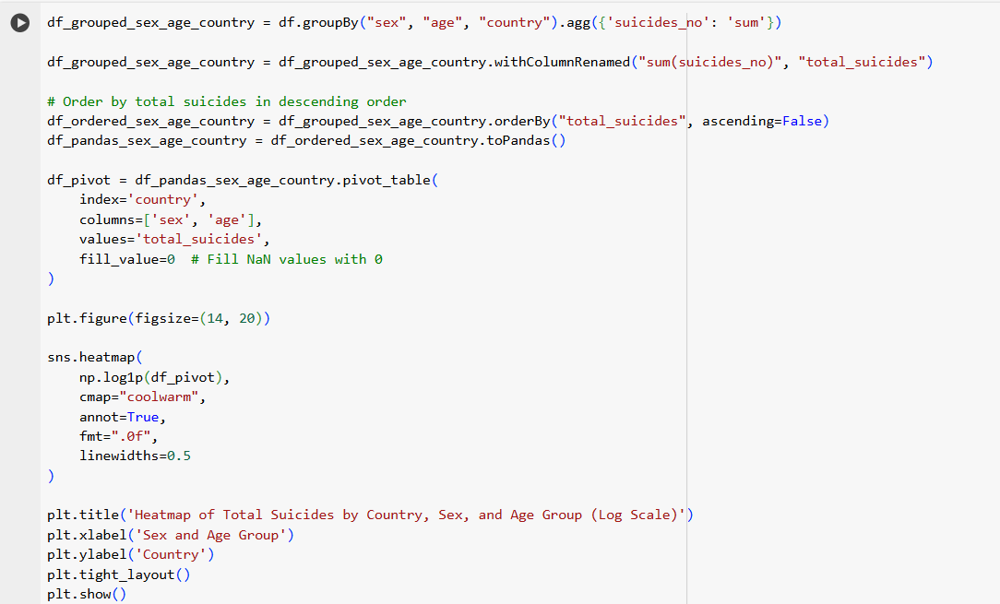 df_grouped_sex_age_country = df.groupBy("sex", "age", "country").agg({'suicides_no': 'sum'})
df_grouped_sex_age_country = df_grouped_sex_age_country.withColumnRenamed("sum(suicides_no)", "total_suicides")
# Order by total suicides in descending order
df_ordered_sex_age_country = df_grouped_sex_age_country.orderBy("total_suicides", ascending=False)
df_pandas_sex_age_country = df_ordered_sex_age_country.toPandas()
df_pivot = df_pandas_sex_age_country.pivot_table(
    index='country',
    columns=['sex', 'age'],
    values='total_suicides',
    fill_value=0  # Fill NaN values with 0
)
plt.figure(figsize=(14, 20))
sns.heatmap(
    np.log1p(df_pivot),
    cmap="coolwarm",
    annot=True,
    fmt=".0f",
    linewidths=0.5
)
plt.title('Heatmap of Total Suicides by Country, Sex, and Age Group (Log Scale)')
plt.xlabel('Sex and Age Group')
plt.ylabel('Country')
plt.tight_layout()
plt.show()